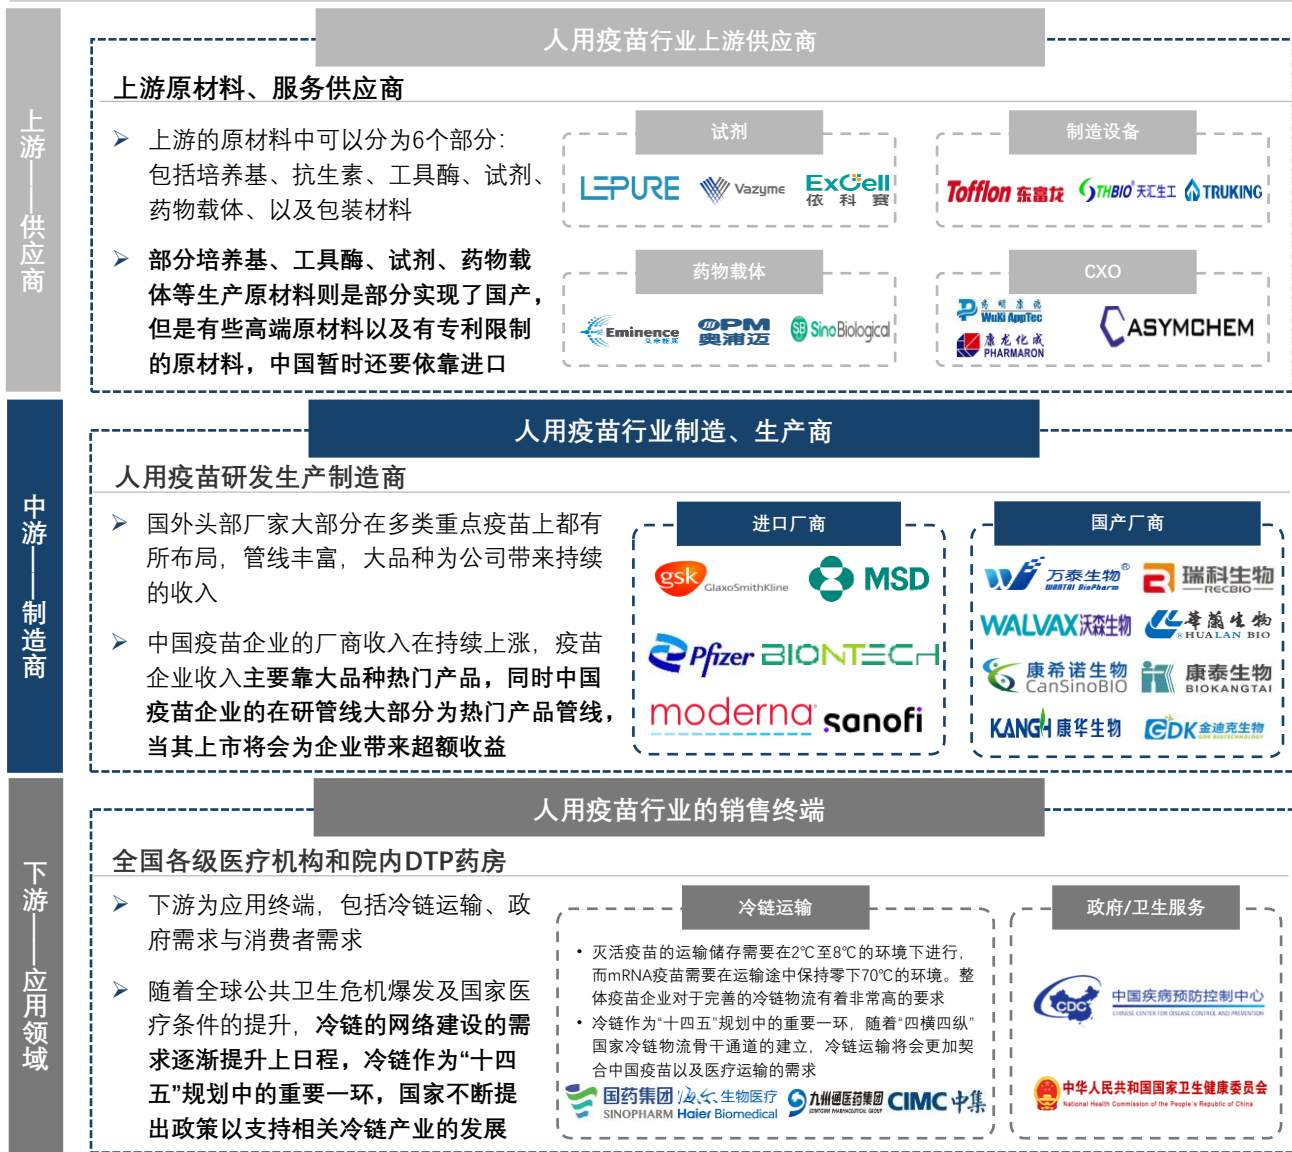 人用疫苗行业上游供应商
上游——供应商
上游原材料、服务供应商
上游的原材料中可以分为6个部分：
包括培养基、抗生素、工具酶、试剂、
药物载体、以及包装材料
部分培养基、工具酶、试剂、药物载
体等生产原材料则是部分实现了国产，
但是有些高端原材料以及有专利限制
的原材料，中国暂时还要依靠进口
试剂
LEPURE
Vazyme
ExCell
依科赛
制造设备
Tofflon 东富龙
THBIO 天汇生工
TRUKING
药物载体
Eminence
OPM
奥浦迈
SB SinoBiological
CXO
药明康德
WuXi AppTec
康龙化成
PHARMARON
ASYMCHEM
人用疫苗行业制造、生产商
中游——制造商
人用疫苗研发生产制造商
国外头部厂家大部分在多类重点疫苗上都有
所布局，管线丰富，大品种为公司带来持续
的收入
中国疫苗企业的厂商收入在持续上涨，疫苗
企业收入主要靠大品种热门产品，同时中国
疫苗企业的在研管线大部分为热门产品管线，
当其上市将会为企业带来超额收益
进口厂商
gsk GlaxoSmithKline
MSD
Pfizer
BIONTECH
moderna
sanofi
国产厂商
万泰生物®
WANTAI BioPharm
瑞科生物
RECBIO
WALVAX沃森生物
華蘭生物
HUALAN BIO
康希诺生物
CanSinoBIO
康泰生物
BIOKANGTAI
KANGH 康华生物
GDK 金迪克生物
人用疫苗行业的销售终端
下游——应用领域
全国各级医疗机构和院内DTP药房
下游为应用终端，包括冷链运输、政
府需求与消费者需求
随着全球公共卫生危机爆发及国家医
疗条件的提升，冷链的网络建设的需
求逐渐提升上日程，冷链作为“十四
五”规划中的重要一环，国家不断提
出政策以支持相关冷链产业的发展
冷链运输
• 灭活疫苗的运输储存需要在2℃至8℃的环境下进行，
而mRNA疫苗需要在运输途中保持零下70℃的环境。整
体疫苗企业对于完善的冷链物流有着非常高的要求
• 冷链作为“十四五”规划中的重要一环，随着“四横四纵”
国家冷链物流骨干通道的建立，冷链运输将会更加契
合中国疫苗以及医疗运输的需求
国药集团
SINOPHARM
海尔生物医疗
Haier Biomedical
九州通医药集团
CIMC 中集
政府/卫生服务
CDC
中国疾病预防控制中心
CHINESE CENTER FOR DISEASE CONTROL AND PREVENTION
中华人民共和国国家卫生健康委员会
National Health Commission of the People's Republic of China